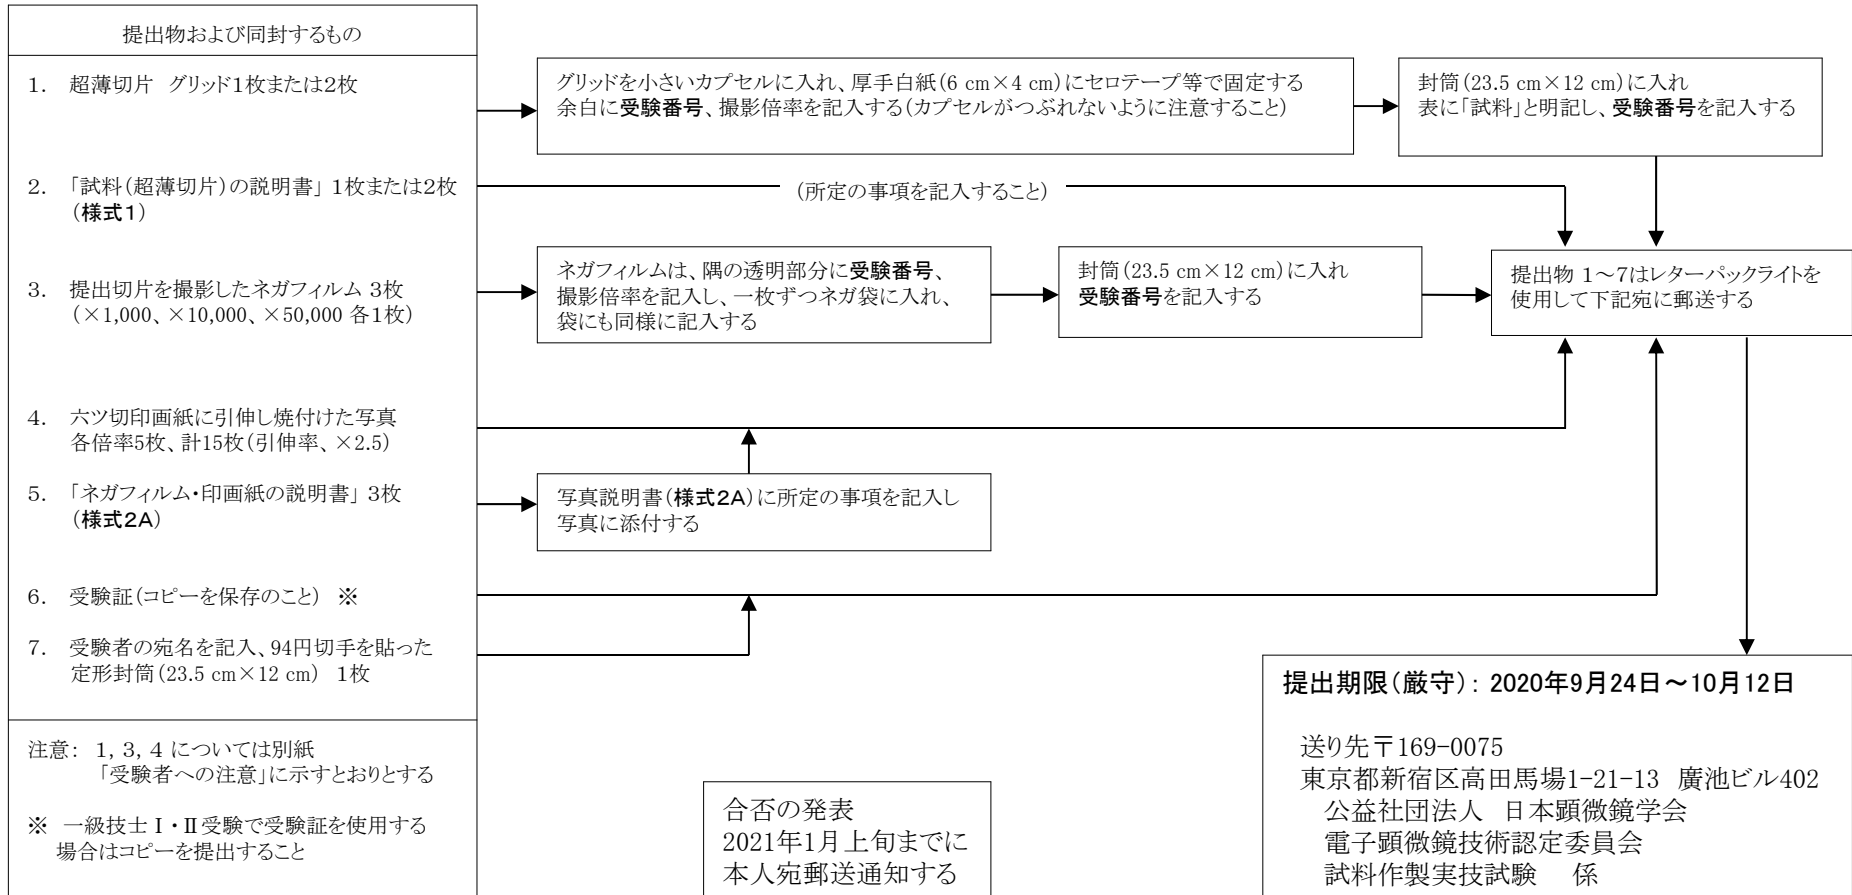 提出物および同封するもの
1. 超薄切片 グリッド1枚または2枚
グリッドを小さいカプセルに入れ、厚手白紙(6 cm×4 cm)にセロテープ等で固定する
余白に受験番号、撮影倍率を記入する(カプセルがつぶれないように注意すること)
封筒(23.5 cm×12 cm)に入れ
表に「試料」と明記し、受験番号を記入する
2. 「試料(超薄切片)の説明書」 1枚または2枚
(様式1)
(所定の事項を記入すること)
3. 提出切片を撮影したネガフィルム 3枚
(×1,000、×10,000、×50,000 各1枚)
ネガフィルムは、隅の透明部分に受験番号、
撮影倍率を記入し、一枚ずつネガ袋に入れ、
袋にも同様に記入する
封筒(23.5 cm×12 cm)に入れ
受験番号を記入する
提出物 1~7はレターパックライトを
使用して下記宛に郵送する
4. 六ツ切印画紙に引伸し焼付けた写真
各倍率5枚、計15枚(引伸率、×2.5)
5. 「ネガフィルム・印画紙の説明書」 3枚
(様式2A)
写真説明書(様式2A)に所定の事項を記入し
写真に添付する
6. 受験証(コピーを保存のこと) ※
7. 受験者の宛名を記入、94円切手を貼った
定形封筒(23.5 cm×12 cm) 1枚
注意: 1, 3, 4 については別紙
「受験者への注意」に示すとおりとする
※ 一級技士Ⅰ・Ⅱ受験で受験証を使用する
場合はコピーを提出すること
合否の発表
2021年1月上旬までに
本人宛郵送通知する
提出期限(厳守): 2020年9月24日~10月12日
送り先〒169-0075
東京都新宿区高田馬場1-21-13 廣池ビル402
公益社団法人 日本顕微鏡学会
電子顕微鏡技術認定委員会
試料作製実技試験 係